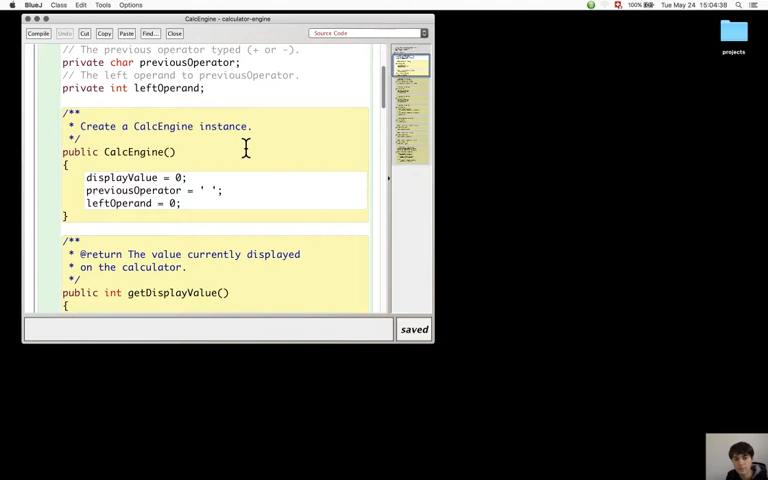 BlueJ Class Edit Tools Options
100% Tue May 24 15:04:38
CalcEngine - calculator-engine
Compile Undo Cut Copy Paste Find... Close
Source Code
// The previous operator typed (+ or -).
private char previousOperator;
// The left operand to previousOperator.
private int leftOperand;
/**
* Create a CalcEngine instance.
*/
public CalcEngine()
{
displayValue = 0;
previousOperator = ' ';
leftOperand = 0;
}
/**
* @return The value currently displayed
* on the calculator.
*/
public int getDisplayValue()
{
saved
projects